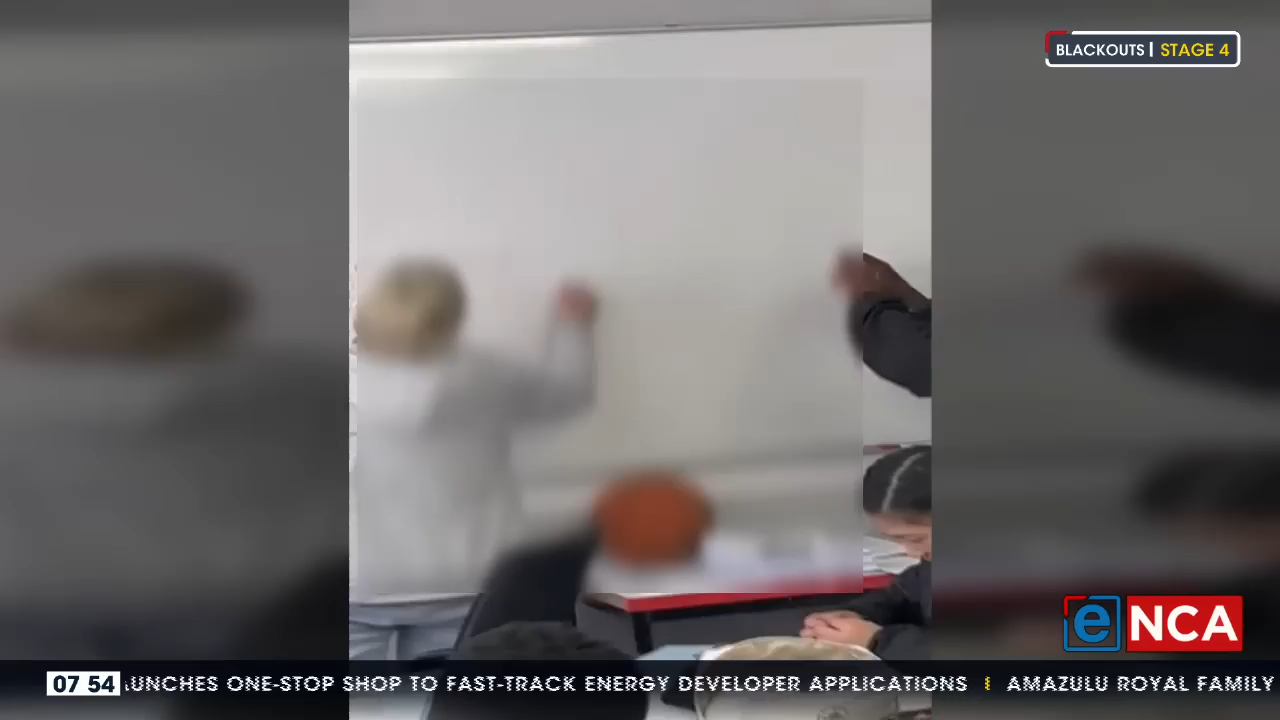 BLACKOUTS | STAGE 4
eNCA
07 54
UNCHES ONE-STOP SHOP TO FAST-TRACK ENERGY DEVELOPER APPLICATIONS
AMAZULU ROYAL FAMILY